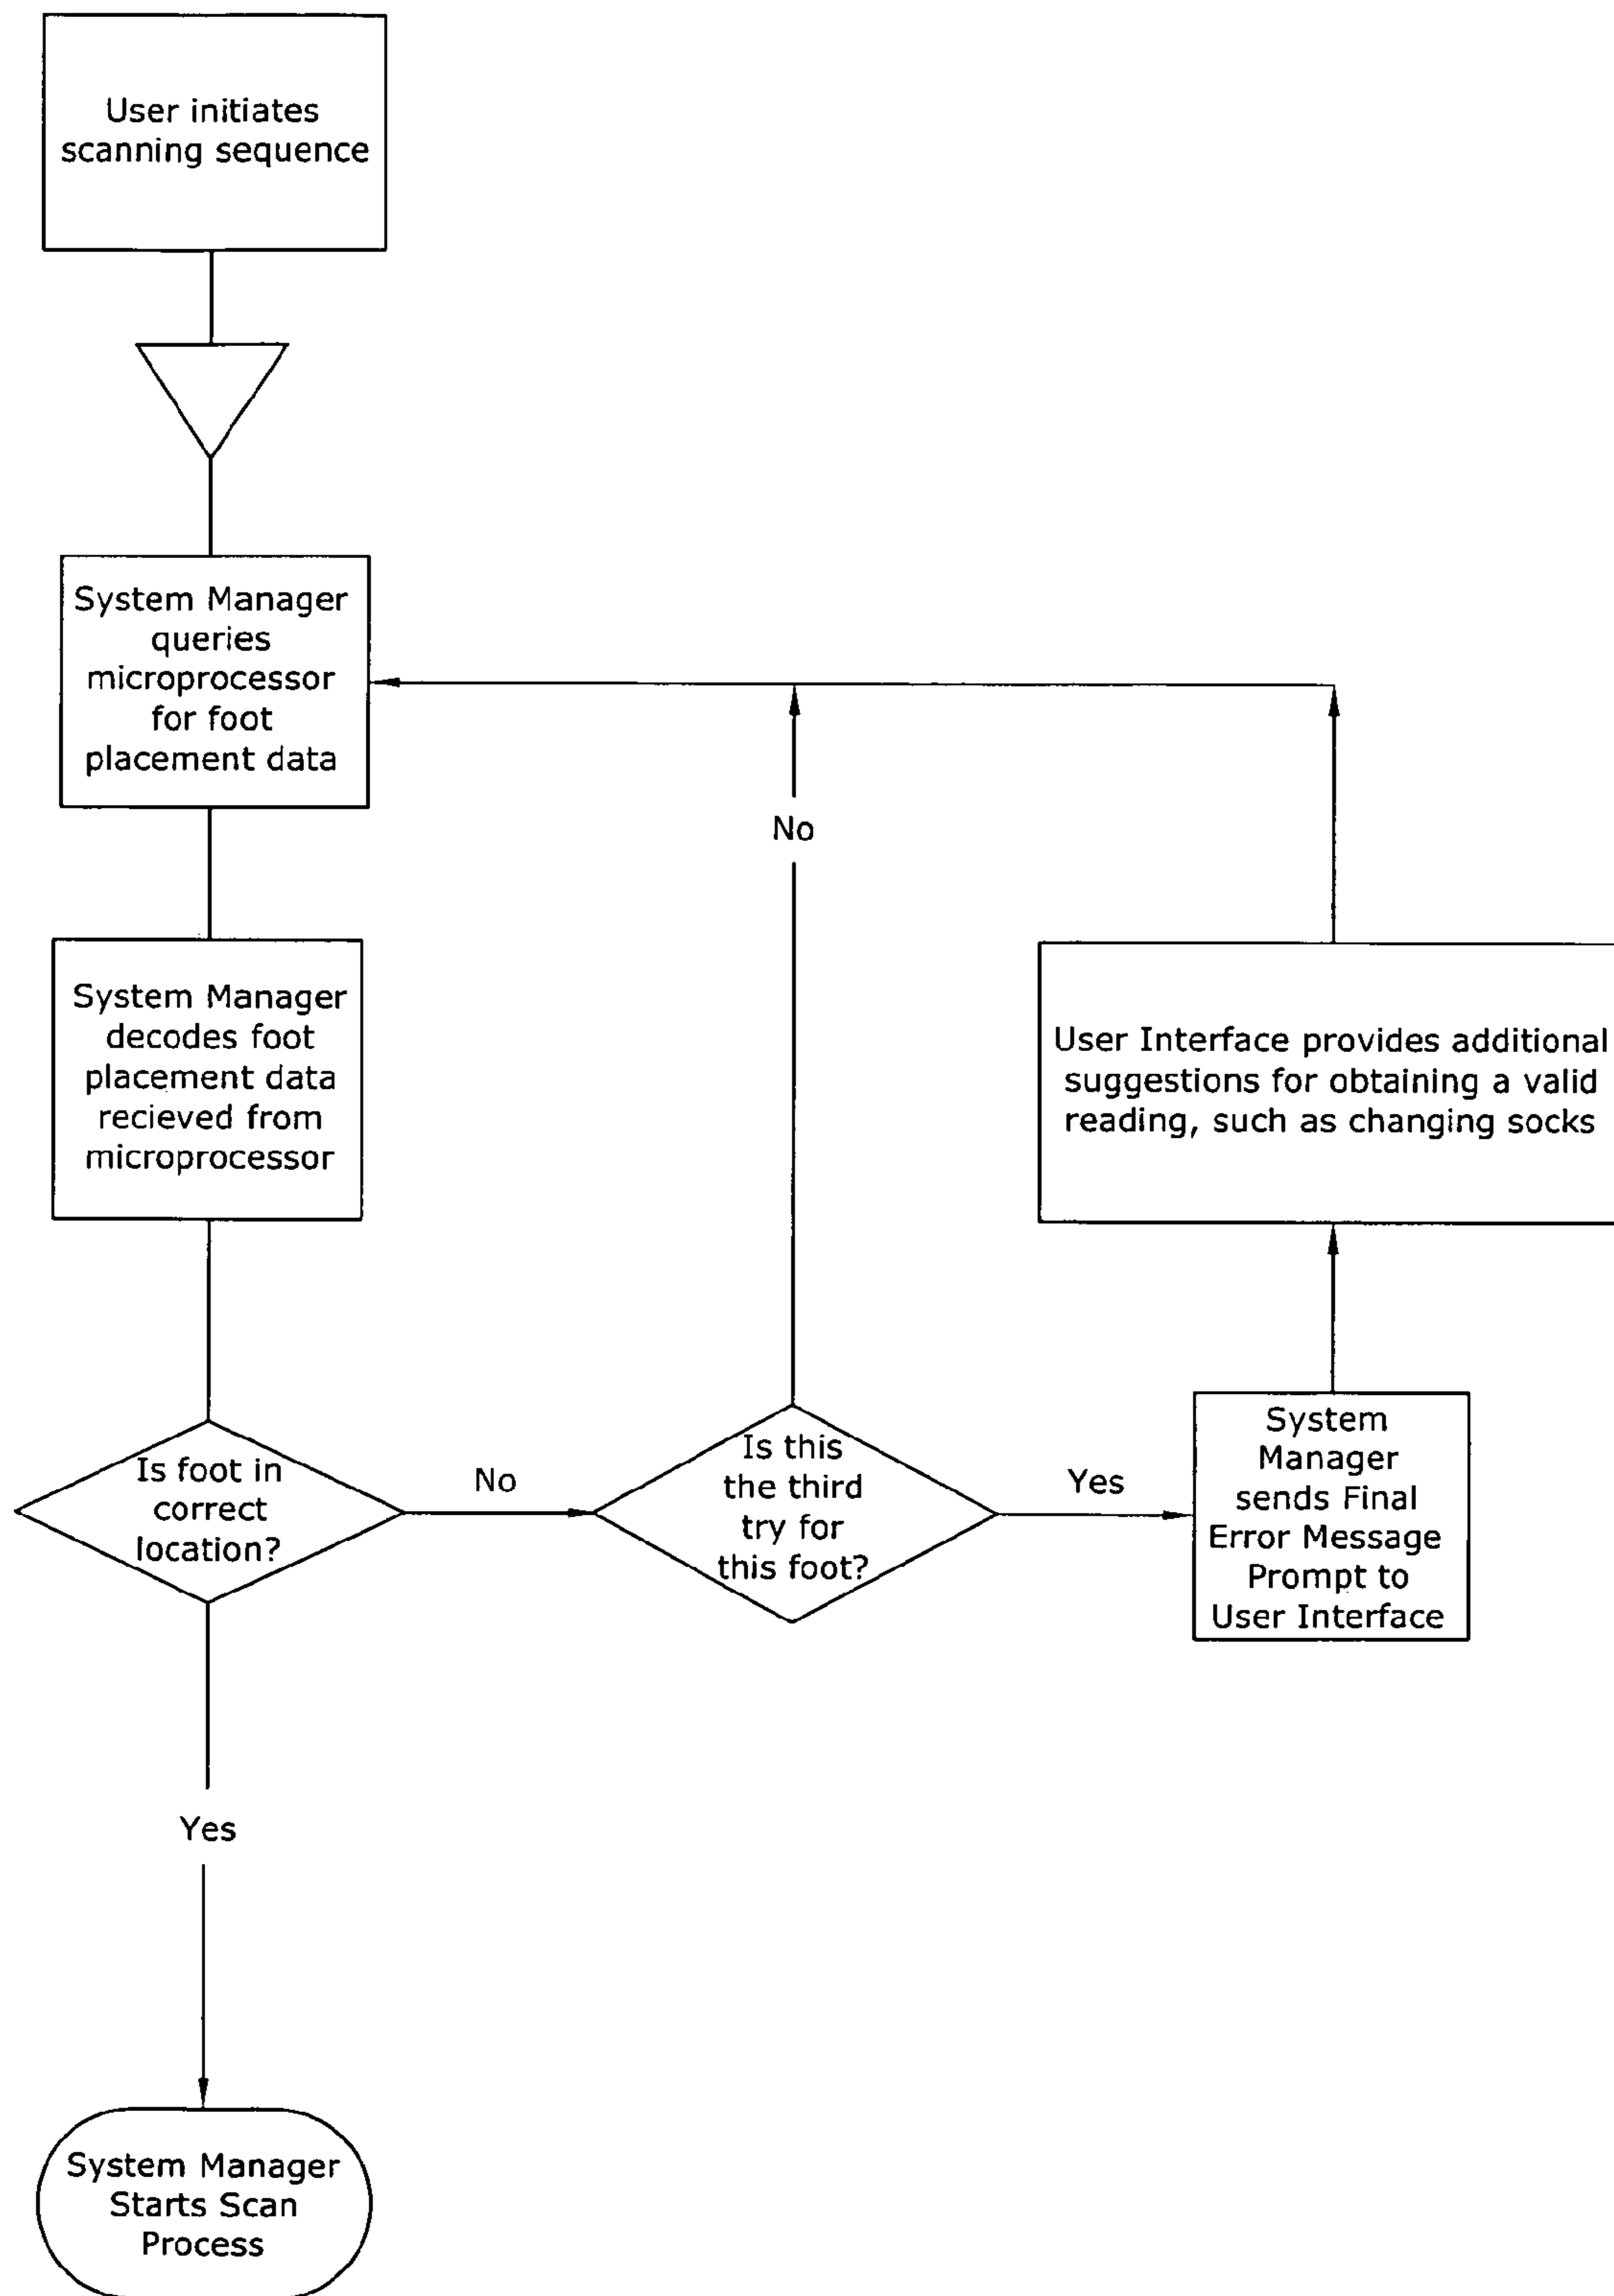 User initiates
scanning sequence
System Manager
queries
microprocessor
for foot
placement data
No
System Manager
decodes foot
placement data
recieved from
microprocessor
User Interface provides additional
suggestions for obtaining a valid
reading, such as changing socks
Is foot in
correct
location?
No
Is this
the third
try for
this foot?
Yes
System
Manager
sends Final
Error Message
Prompt to
User Interface
Yes
System Manager
Starts Scan
Process